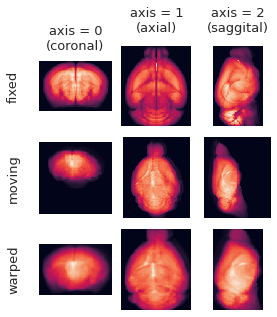 axis = 0
(coronal)
axis = 1
(axial)
axis = 2
(saggital)
fixed
moving
warped